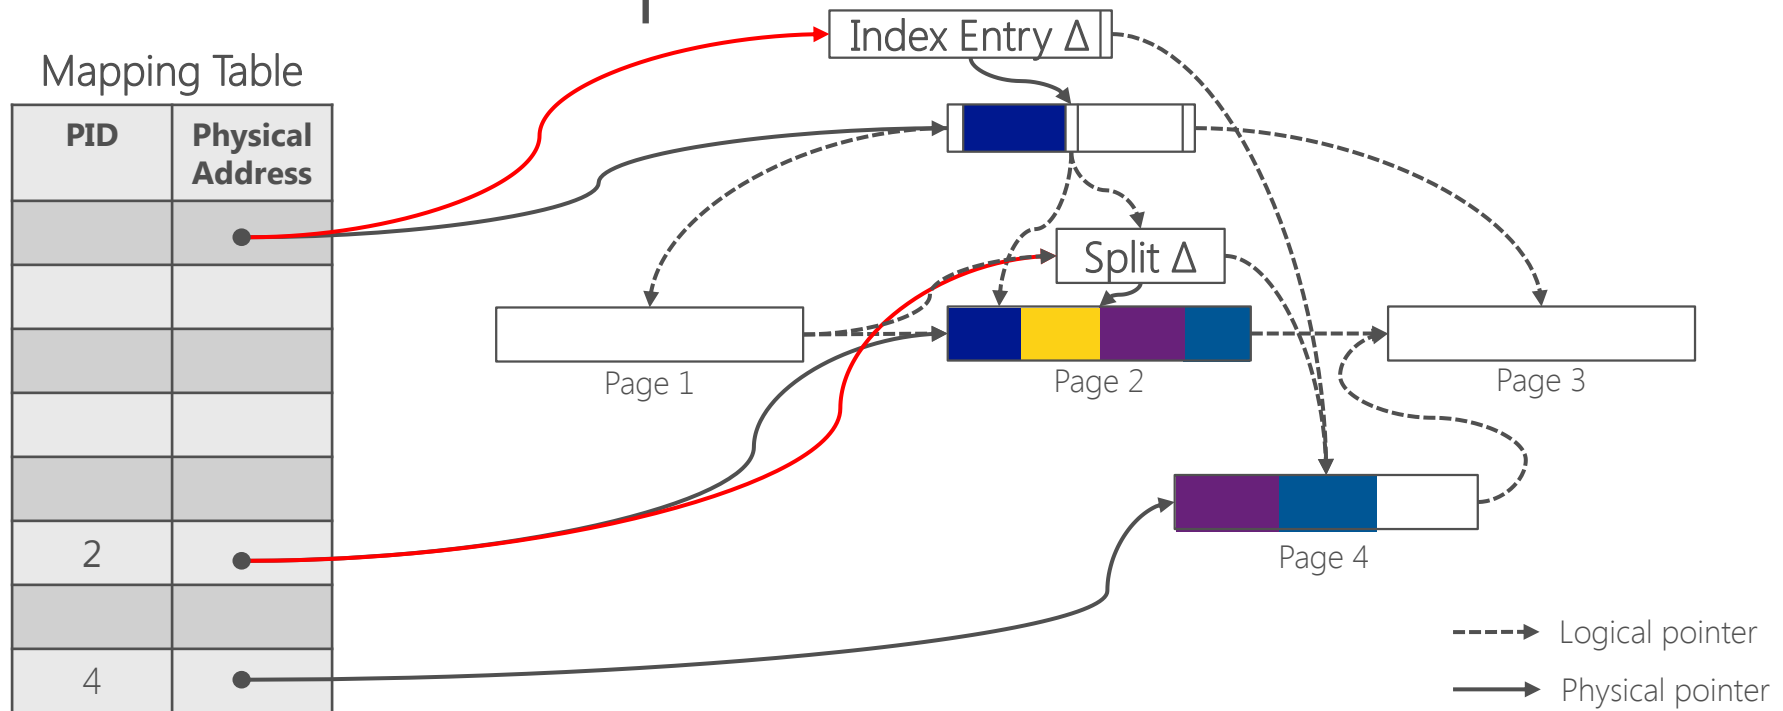 Index Entry Δ
Mapping Table
PID
Physical
Address
Split Δ
Page 1
Page 2
Page 3
2
Page 4
4
Logical pointer
Physical pointer